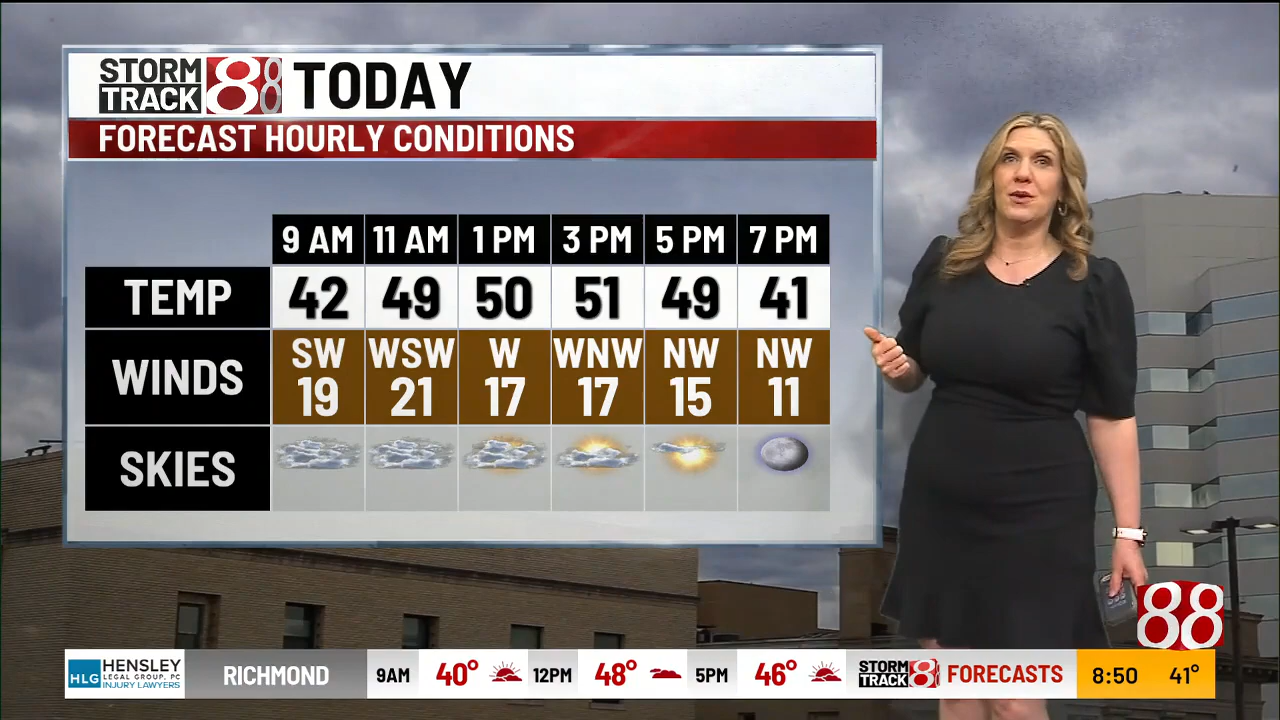 STORM TRACK 8 TODAY
FORECAST HOURLY CONDITIONS
9 AM 11 AM 1 PM 3 PM 5 PM 7 PM
TEMP 42 49 50 51 49 41
WINDS SW 19 WSW 21 W 17 WNW 17 NW 15 NW 11
SKIES
88
HLG HENSLEY
LEGAL GROUP, PC
INJURY LAWYERS
RICHMOND 9AM 40° 12PM 48° 5PM 46° STORM TRACK 8 FORECASTS 8:50 41°